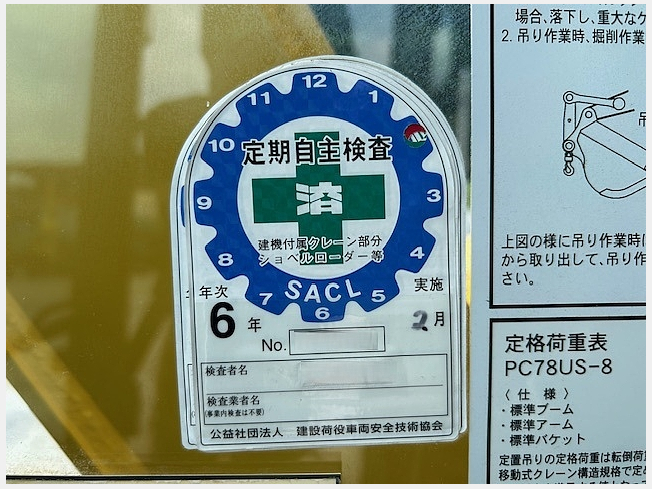 12
11
1
10
定期自主検査
済
9
3
建機付属クレーン部分
ショベルローダー等
8
4
SACL
7
6
5
年次
実施
6年
2月
No.
検査者名
検査業者名
(事業内検査は不要)
公益社団法人 建設荷役車両安全技術協会
場合、落下し、重大な
2. 吊り作業時、掘削作業
吊
上図の様に吊り作業時
から取り出して、吊り作
さい。
定格荷重表
PC78US-8
〈仕 様〉
・標準ブーム
・標準アーム
・標準バケット
定置吊りの定格荷重は転倒荷
移動式クレーン構造規格で定